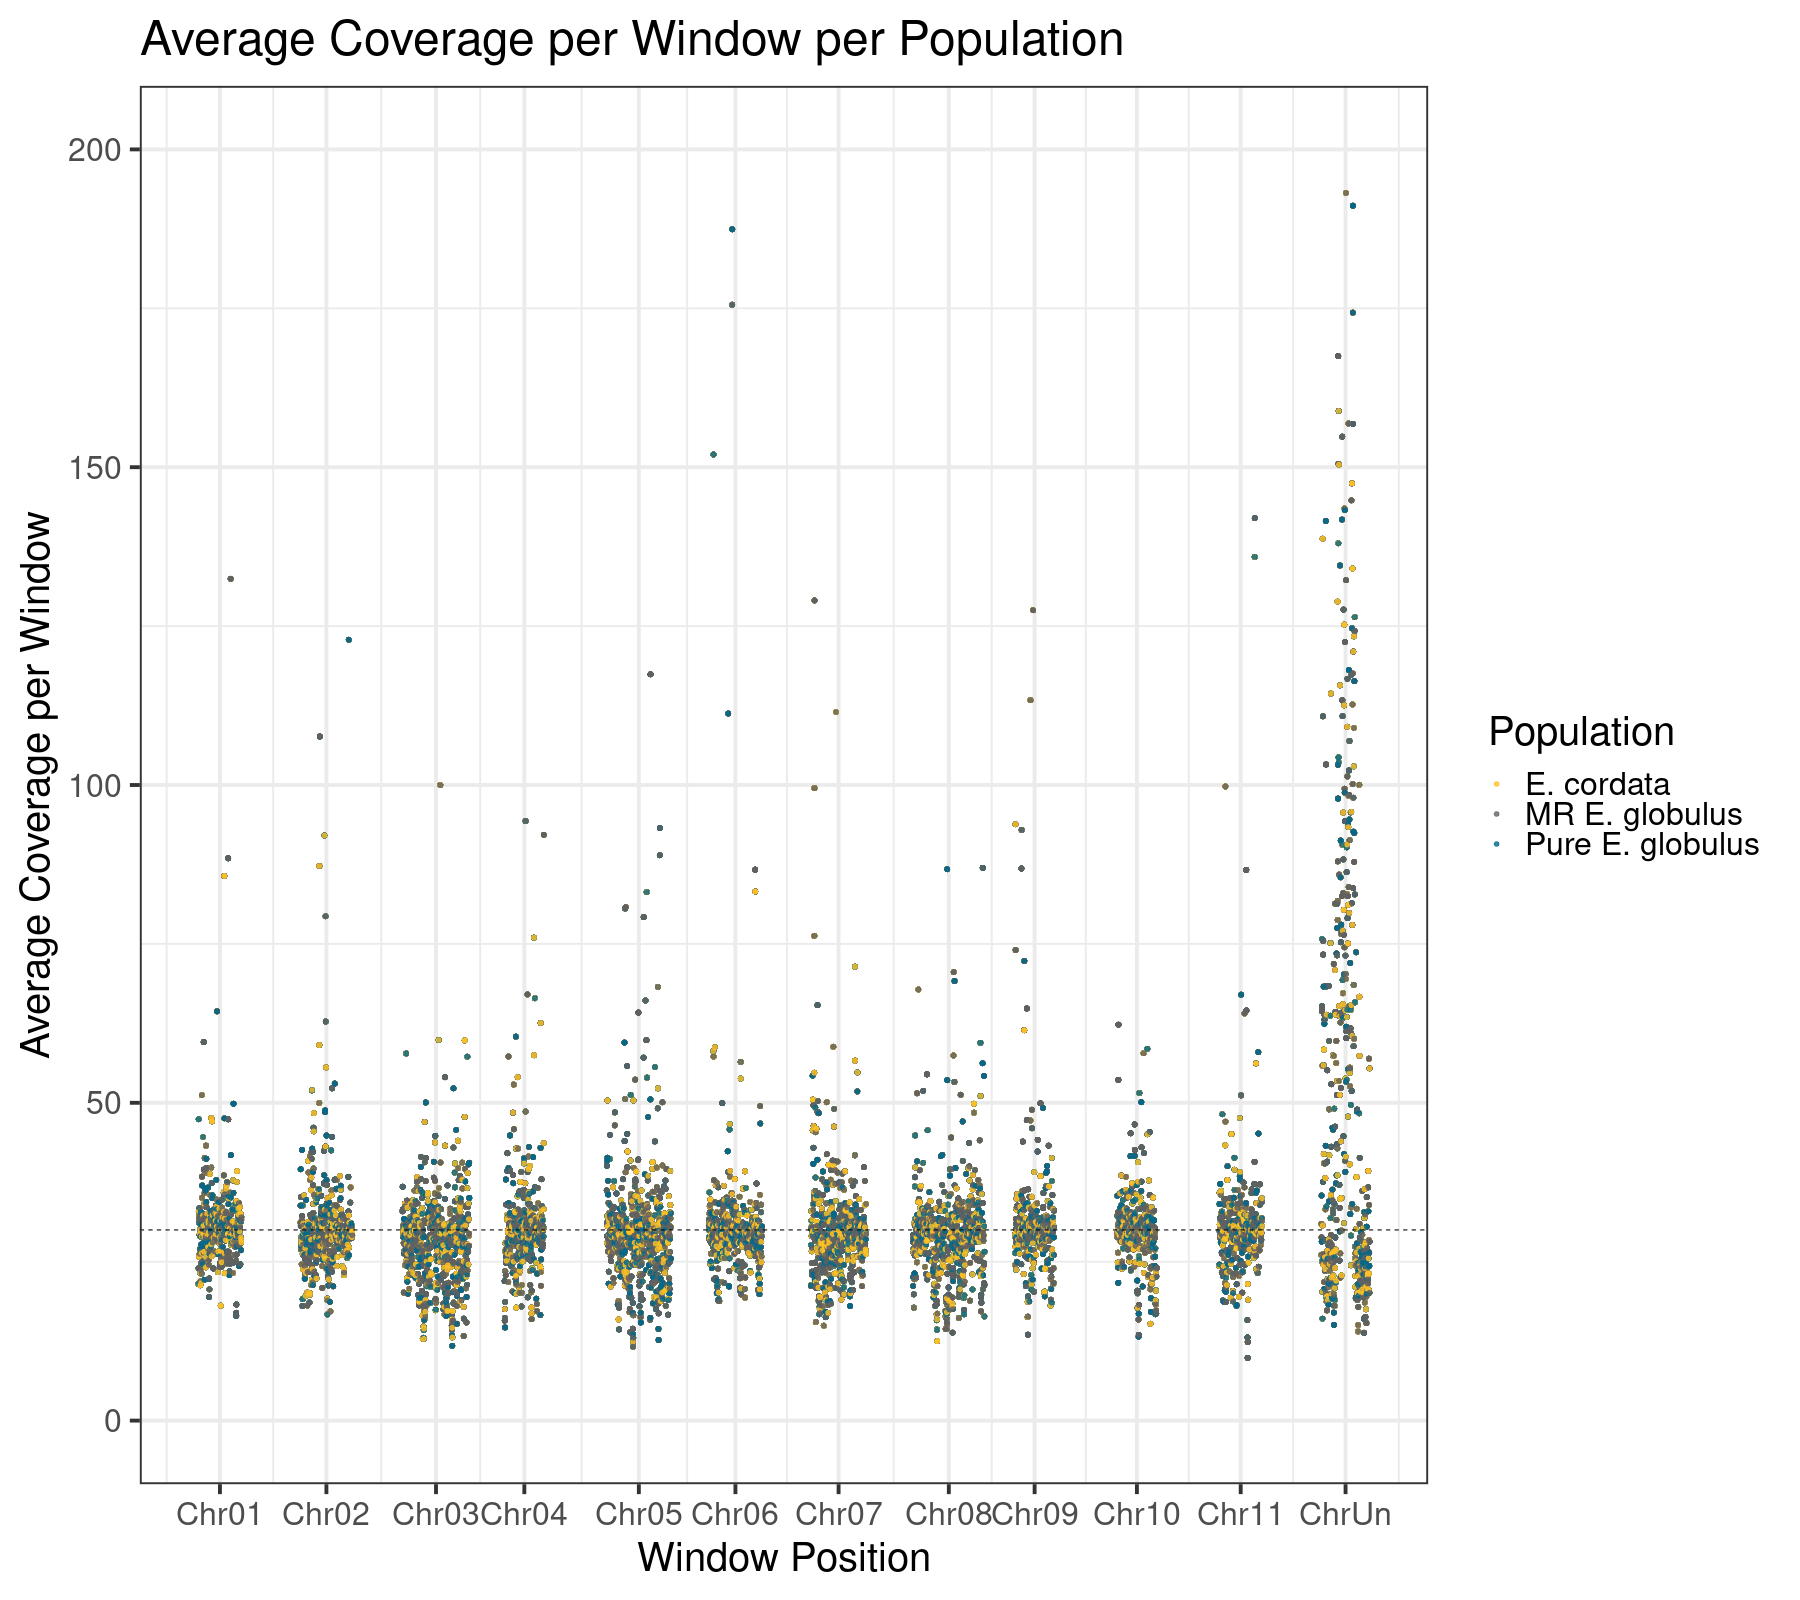 Average Coverage per Window per Population
200
150
100
50
0
Average Coverage per Window
Chr01 Chr02 Chr03 Chr04 Chr05 Chr06 Chr07 Chr08 Chr09 Chr10 Chr11 ChrUn
Window Position
Population
E. cordata
MR E. globulus
Pure E. globulus